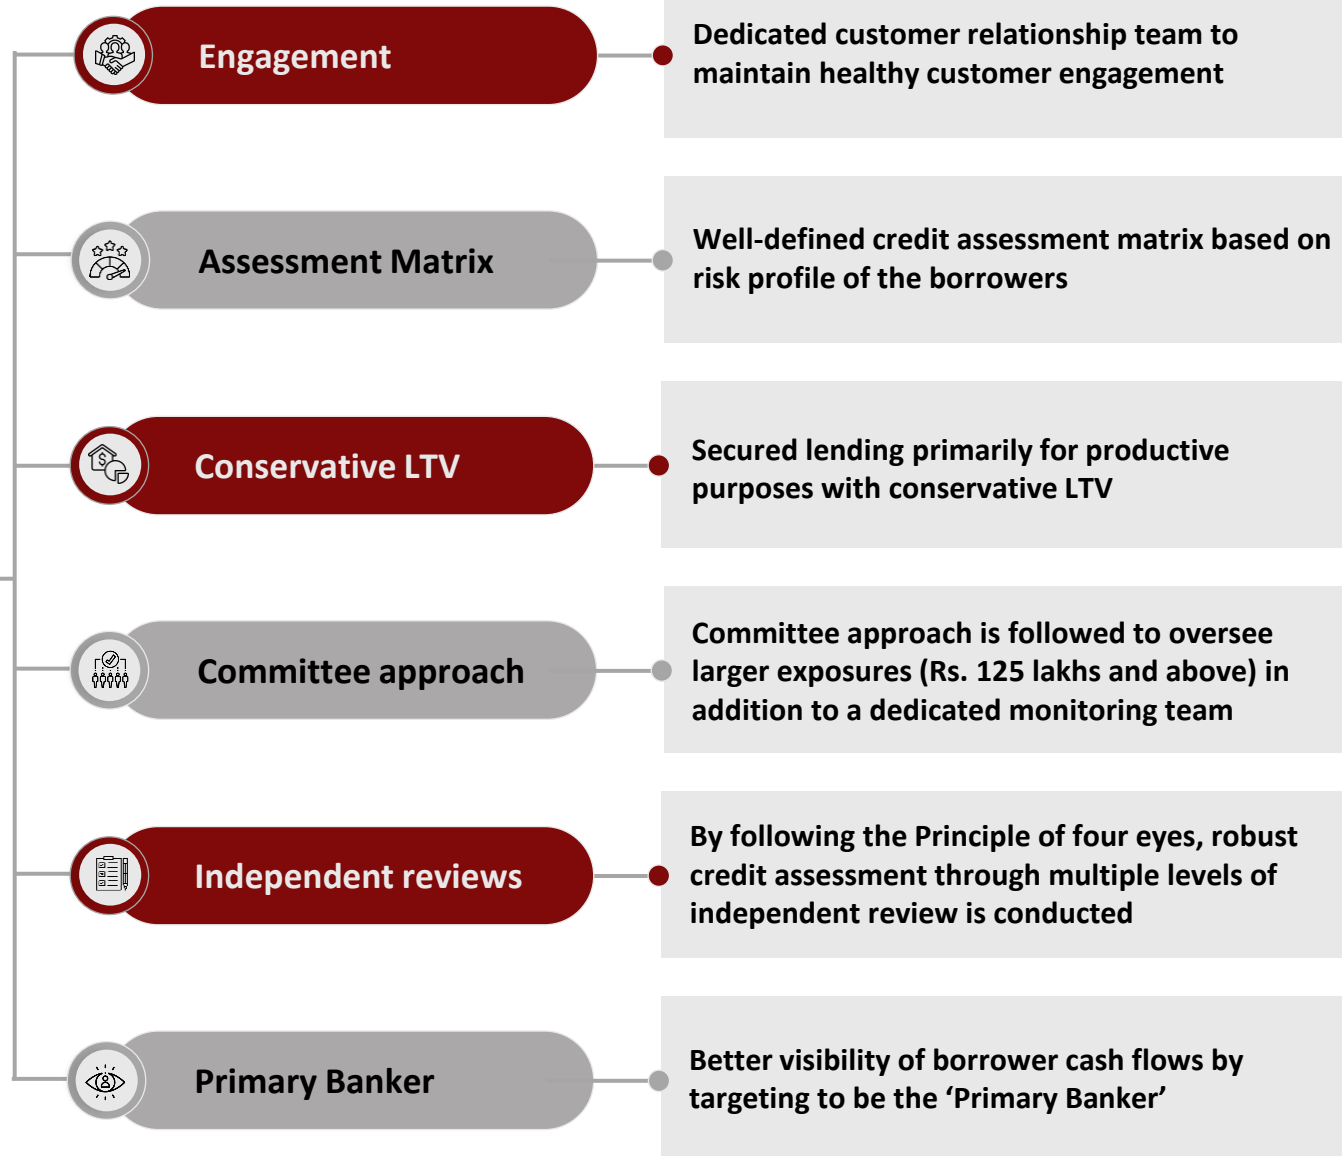 Engagement
Dedicated customer relationship team to
maintain healthy customer engagement
Assessment Matrix
Well-defined credit assessment matrix based on
risk profile of the borrowers
Conservative LTV
Secured lending primarily for productive
purposes with conservative LTV
Committee approach
Committee approach is followed to oversee
larger exposures (Rs. 125 lakhs and above) in
addition to a dedicated monitoring team
Independent reviews
By following the Principle of four eyes, robust
credit assessment through multiple levels of
independent review is conducted
Primary Banker
Better visibility of borrower cash flows by
targeting to be the ‘Primary Banker’